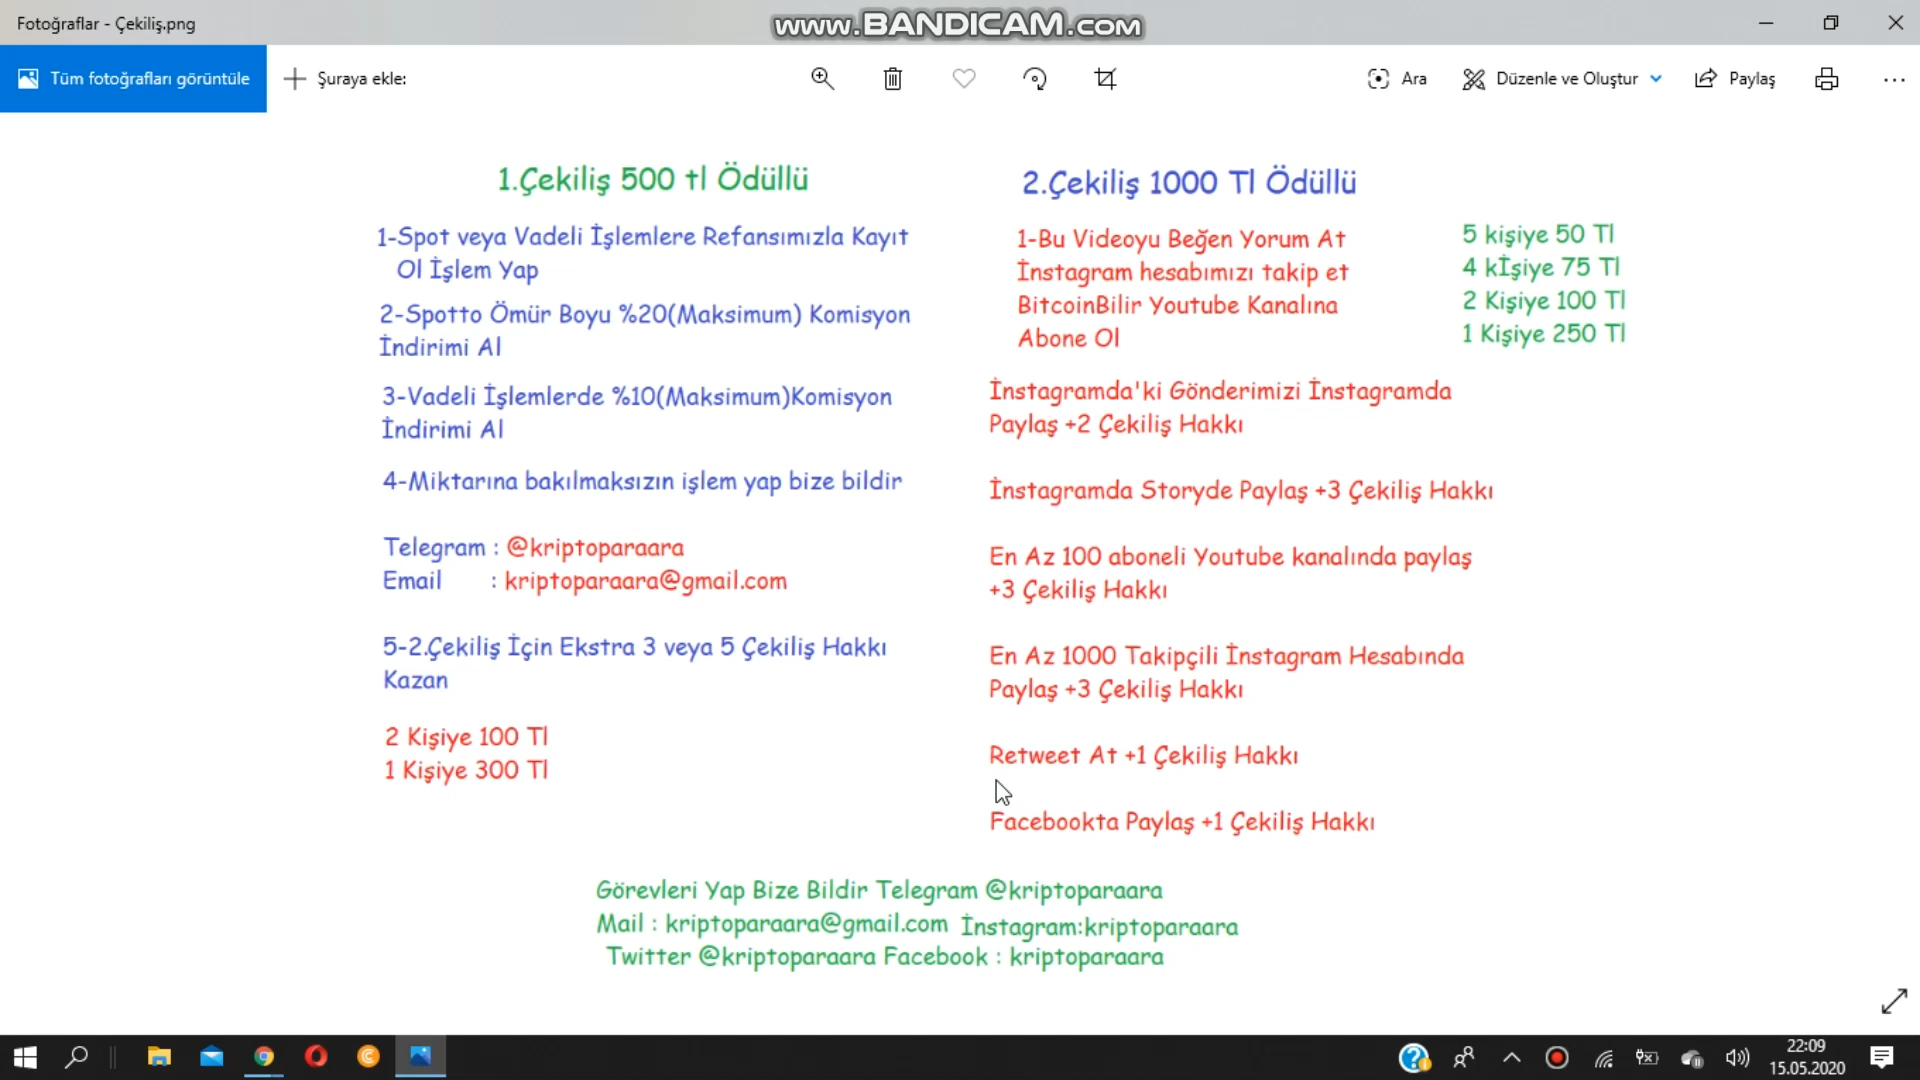 Fotoğraflar - Çekiliş.png
www.BANDICAM.com
Tüm fotoğrafları görüntüle
Şuraya ekle:
Ara
Düzenle ve Oluştur
Paylaş
1.Çekiliş 500 tl Ödüllü
1-Spot veya Vadeli İşlemlere Refansımızla Kayıt
Ol İşlem Yap
2-Spotto Ömür Boyu %20(Maksimum) Komisyon
İndirimi Al
3-Vadeli İşlemlerde %10(Maksimum)Komisyon
İndirimi Al
4-Miktarına bakılmaksızın işlem yap bize bildir
Telegram : @kriptoparaara
Email : kriptoparaara@gmail.com
5-2.Çekiliş İçin Ekstra 3 veya 5 Çekiliş Hakkı
Kazan
2 Kişiye 100 Tl
1 Kişiye 300 Tl
2.Çekiliş 1000 Tl Ödüllü
1-Bu Videoyu Beğen Yorum At
İnstagram hesabımızı takip et
BitcoinBilir Youtube Kanalına
Abone Ol
5 kişiye 50 Tl
4 kİşiye 75 Tl
2 Kişiye 100 Tl
1 Kişiye 250 Tl
İnstagramda'ki Gönderimizi İnstagramda
Paylaş +2 Çekiliş Hakkı
İnstagramda Storyde Paylaş +3 Çekiliş Hakkı
En Az 100 aboneli Youtube kanalında paylaş
+3 Çekiliş Hakkı
En Az 1000 Takipçili İnstagram Hesabında
Paylaş +3 Çekiliş Hakkı
Retweet At +1 Çekiliş Hakkı
Facebookta Paylaş +1 Çekiliş Hakkı
Görevleri Yap Bize Bildir Telegram @kriptoparaara
Mail : kriptoparaara@gmail.com İnstagram:kriptoparaara
Twitter @kriptoparaara Facebook : kriptoparaara
22:09
15.05.2020